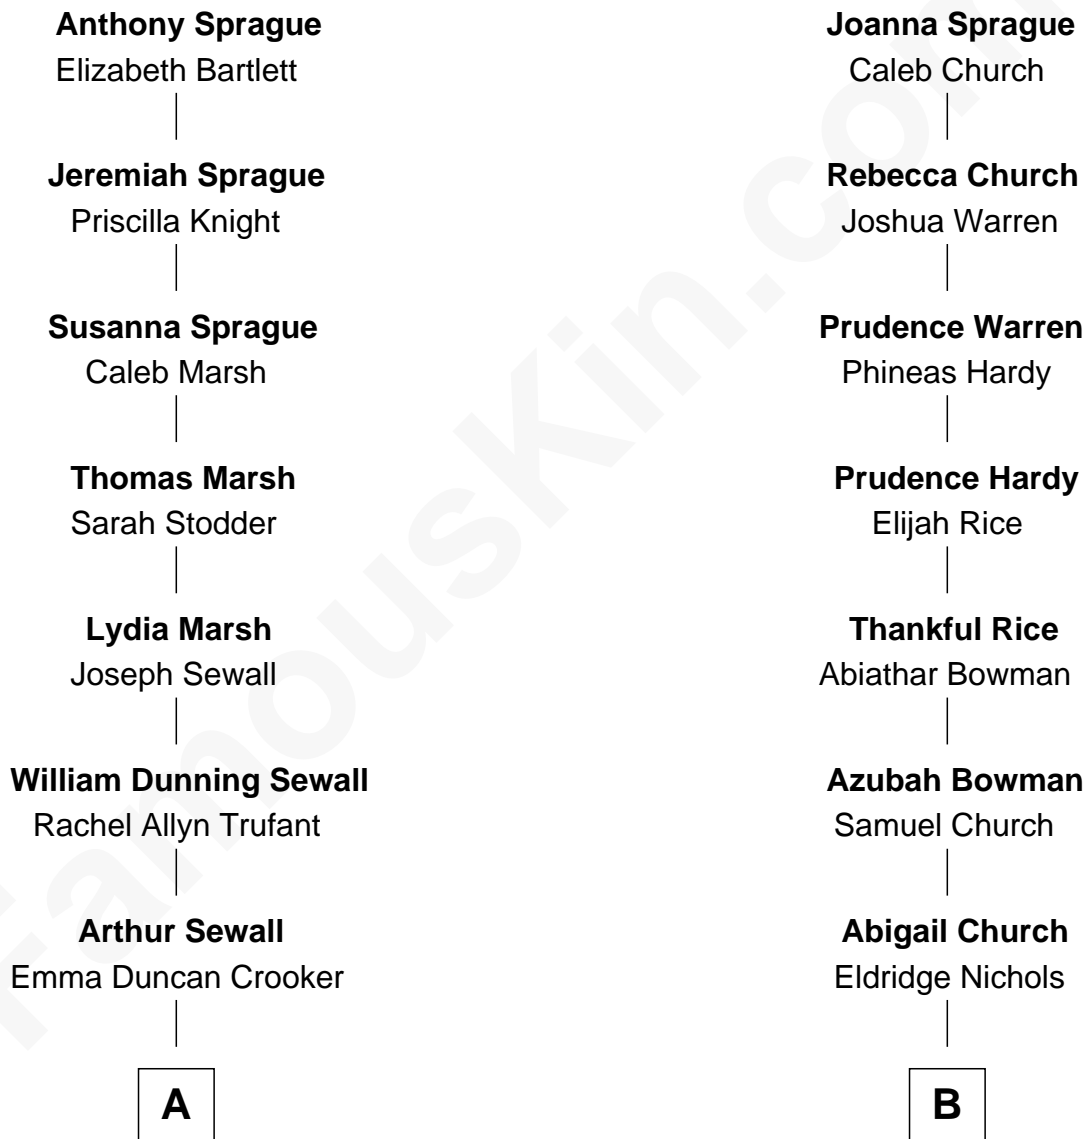 Anthony Sprague
Elizabeth Bartlett
Jeremiah Sprague
Priscilla Knight
Susanna Sprague
Caleb Marsh
Thomas Marsh
Sarah Stodder
Lydia Marsh
Joseph Sewall
William Dunning Sewall
Rachel Allyn Trufant
Arthur Sewall
Emma Duncan Crooker
A
Joanna Sprague
Caleb Church
Rebecca Church
Joshua Warren
Prudence Warren
Phineas Hardy
Prudence Hardy
Elijah Rice
Thankful Rice
Abiathar Bowman
Azubah Bowman
Samuel Church
Abigail Church
Eldridge Nichols
B
FamousKin.com